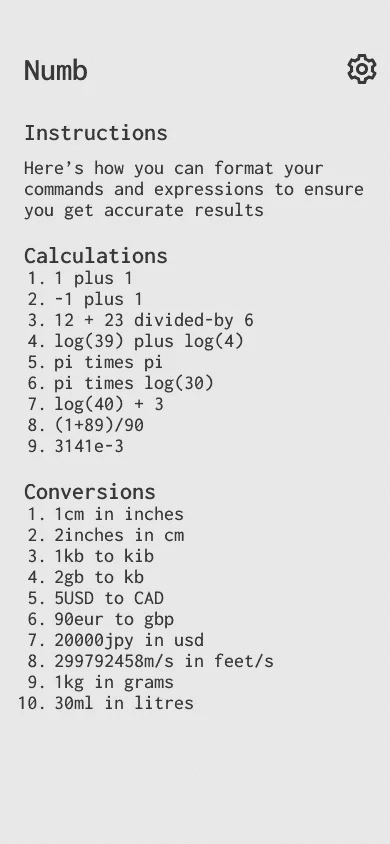 Numb
Instructions
Here's how you can format your
commands and expressions to ensure
you get accurate results
Calculations
1. 1 plus 1
2. -1 plus 1
3. 12 + 23 divided-by 6
4. log(39) plus log(4)
5. pi times pi
6. pi times log(30)
7. log(40) + 3
8. (1+89)/90
9. 3141e-3
Conversions
1. 1cm in inches
2. 2inches in cm
3. 1kb to kib
4. 2gb to kb
5. 5USD to CAD
6. 90eur to gbp
7. 20000jpy in usd
8. 299792458m/s in feet/s
9. 1kg in grams
10. 30ml in litres